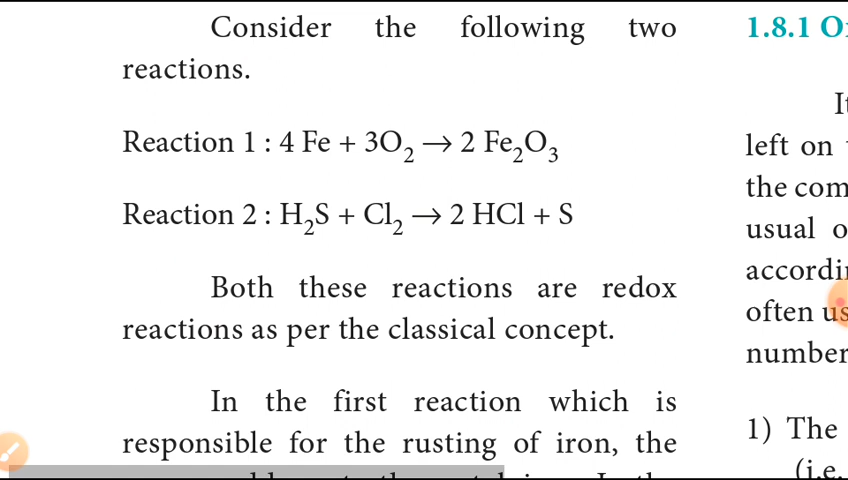 Consider the following two
reactions.
Reaction 1 : 4 Fe + 3O₂ → 2 Fe₂O₃
Reaction 2 : H₂S + Cl₂ → 2 HCl + S
Both these reactions are redox
reactions as per the classical concept.
In the first reaction which is
responsible for the rusting of iron, the
1.8.1
left on
the com
usual o
accordi
often us
number
1) The
(i.e.